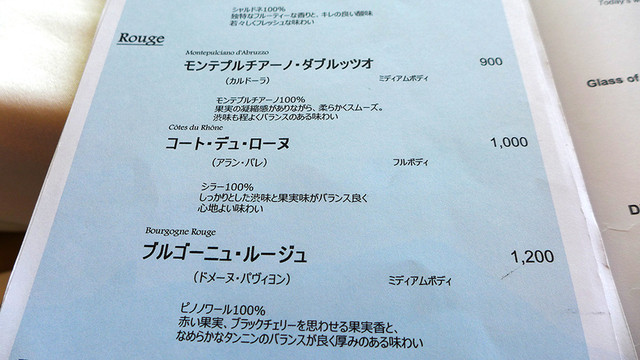 シャルドネ100%
独特なフルーティーな香りと、キレの良い酸味
若々しくフレッシュな味わい
Rouge
Montepulciano d'Abruzzo
モンテプルチアーノ・ダブルッツオ 900
(カルドーラ) ミディアムボディ
モンテプルチアーノ100%
果実の凝縮感がありながら、柔らかくスムーズ。
渋味も程よくバランスのある味わい
Côtes du Rhône
コート・デュ・ローヌ 1,000
(アラン・パレ) フルボディ
シラー100%
しっかりとした渋味と果実味がバランス良く
心地よい味わい
Bourgogne Rouge
ブルゴーニュ・ルージュ 1,200
(ドメーヌ・パヴィヨン) ミディアムボディ
ピノノワール100%
赤い果実、ブラックチェリーを思わせる果実香と、
なめらかなタンニンのバランスが良く厚みのある味わい
Today's
Glass of
D